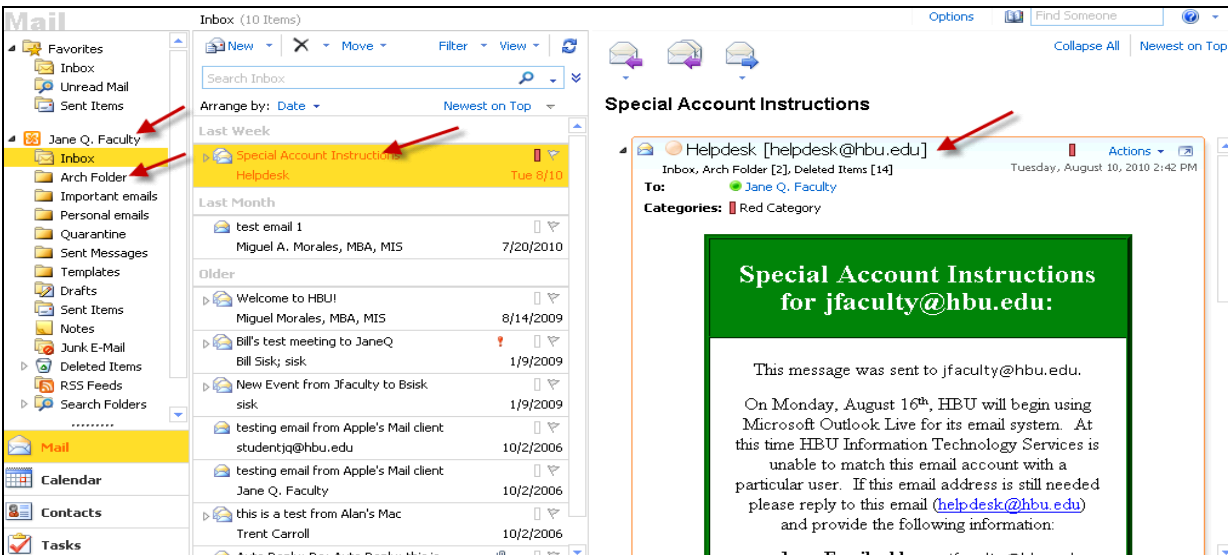 Mail
Inbox (10 Items)
Options
Find Someone
Favorites
Inbox
Unread Mail
Sent Items
Jane Q. Faculty
Inbox
Arch Folder
Important emails
Personal emails
Quarantine
Sent Messages
Templates
Drafts
Sent Items
Notes
Junk E-Mail
Deleted Items
RSS Feeds
Search Folders
Mail
Calendar
Contacts
Tasks
New Move Filter View
Search Inbox
Arrange by: Date Newest on Top
Last Week
Special Account Instructions
Helpdesk Tue 8/10
Last Month
test email 1
Miguel A. Morales, MBA, MIS 7/20/2010
Older
Welcome to HBU!
Miguel Morales, MBA, MIS 8/14/2009
Bill's test meeting to JaneQ
Bill Sisk; sisk 1/9/2009
New Event from Jfaculty to Bsisk
sisk 1/9/2009
testing email from Apple's Mail client
studentjq@hbu.edu 10/2/2006
testing email from Apple's Mail client
Jane Q. Faculty 10/2/2006
this is a test from Alan's Mac
Trent Carroll 10/2/2006
Collapse All Newest on Top
Special Account Instructions
Helpdesk [helpdesk@hbu.edu] Actions
Inbox, Arch Folder [2], Deleted Items [14] Tuesday, August 10, 2010 2:42 PM
To: Jane Q. Faculty
Categories: Red Category
Special Account Instructions
for jfaculty@hbu.edu:
This message was sent to jfaculty@hbu.edu.
On Monday, August 16th, HBU will begin using
Microsoft Outlook Live for its email system. At
this time HBU Information Technology Services is
unable to match this email account with a
particular user. If this email address is still needed
please reply to this email (helpdesk@hbu.edu)
and provide the following information: